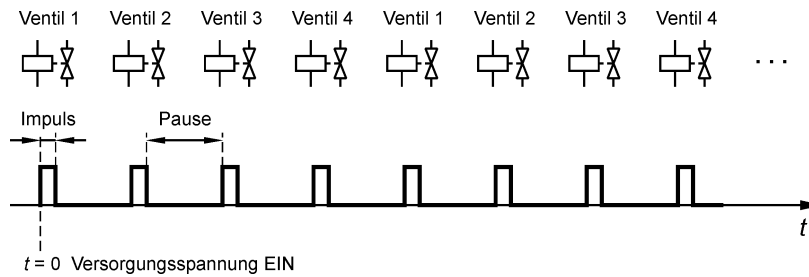 Ventil 1 Ventil 2 Ventil 3 Ventil 4 Ventil 1 Ventil 2 Ventil 3 Ventil 4
. . .
Impuls Pause
t
t = 0 Versorgungsspannung EIN